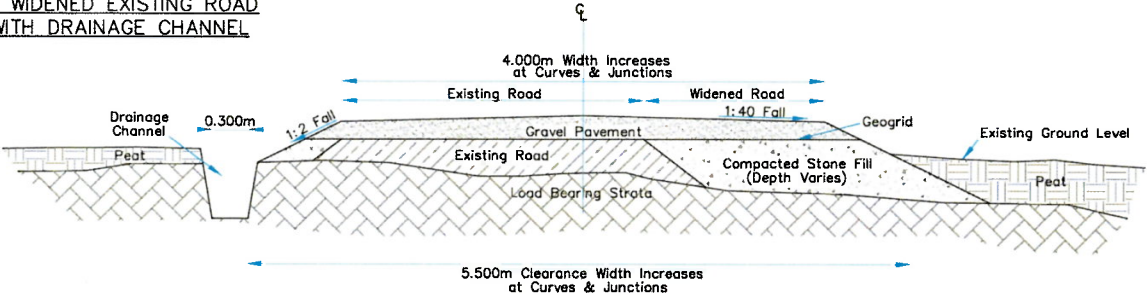 WIDENED EXISTING ROAD
WITH DRAINAGE CHANNEL
℄
4.000m Width Increases
at Curves & Junctions
Existing Road
Widened Road
Drainage
Channel
0.300m
1:2 Fall
1:40 Fall
Geogrid
Gravel Pavement
Existing Ground Level
Peat
Existing Road
Compacted Stone Fill
(Depth Varies)
Peat
Load Bearing Strata
5.500m Clearance Width Increases
at Curves & Junctions